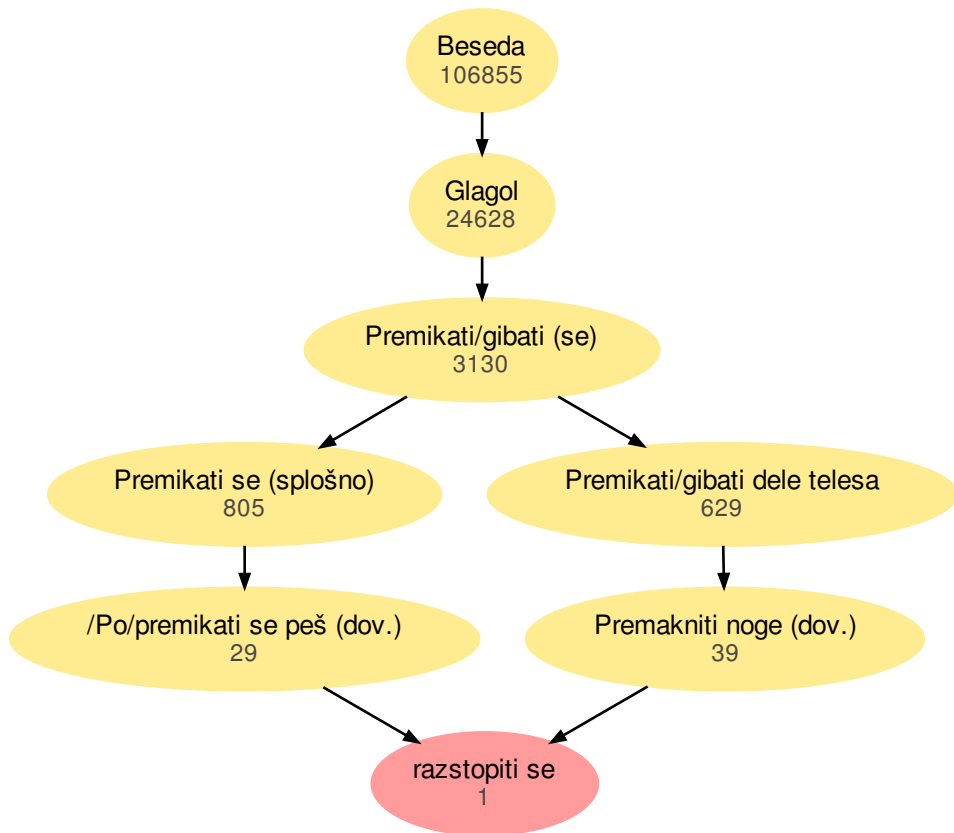 Beseda
106855
Glagol
24628
Premikati/gibati (se)
3130
Premikati se (splošno)
805
Premikati/gibati dele telesa
629
/Po/premikati se peš (dov.)
29
Premakniti noge (dov.)
39
razstopiti se
1